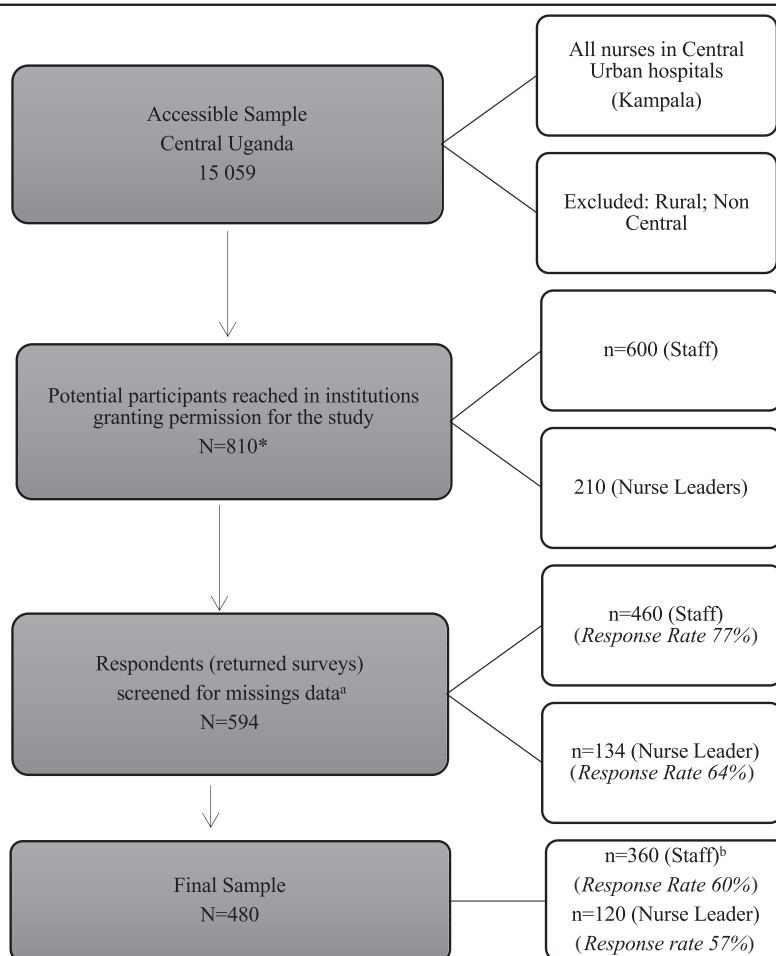 Accessible Sample
Central Uganda
15 059
All nurses in Central
Urban hospitals
(Kampala)
Excluded: Rural; Non
Central
Potential participants reached in institutions
granting permission for the study
N=810*
n=600 (Staff)
210 (Nurse Leaders)
Respondents (returned surveys)
screened for missings dataᵃ
N=594
n=460 (Staff)
(Response Rate 77%)
n=134 (Nurse Leader)
(Response Rate 64%)
Final Sample
N=480
n=360 (Staff)ᵇ
(Response Rate 60%)
n=120 (Nurse Leader)
(Response rate 57%)